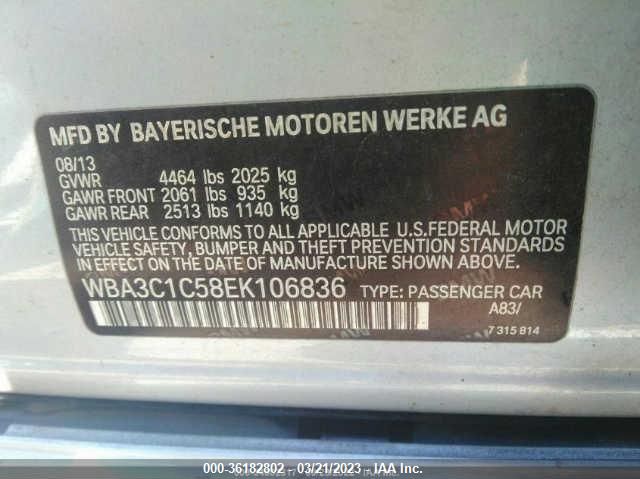 MFD BY BAYERISCHE MOTOREN WERKE AG
08/13
GVWR 4464 lbs 2025 kg
GAWR FRONT 2061 lbs 935 kg
GAWR REAR 2513 lbs 1140 kg
THIS VEHICLE CONFORMS TO ALL APPLICABLE U.S.FEDERAL MOTOR
VEHICLE SAFETY, BUMPER AND THEFT PREVENTION STANDARDS
IN EFFECT ON THE DATE OF MANUFACTURE SHOWN ABOVE.
WBA3C1C58EK106836 TYPE: PASSENGER CAR
A83/
7 315 814
000-36182802 - 03/21/2023 - IAA Inc.